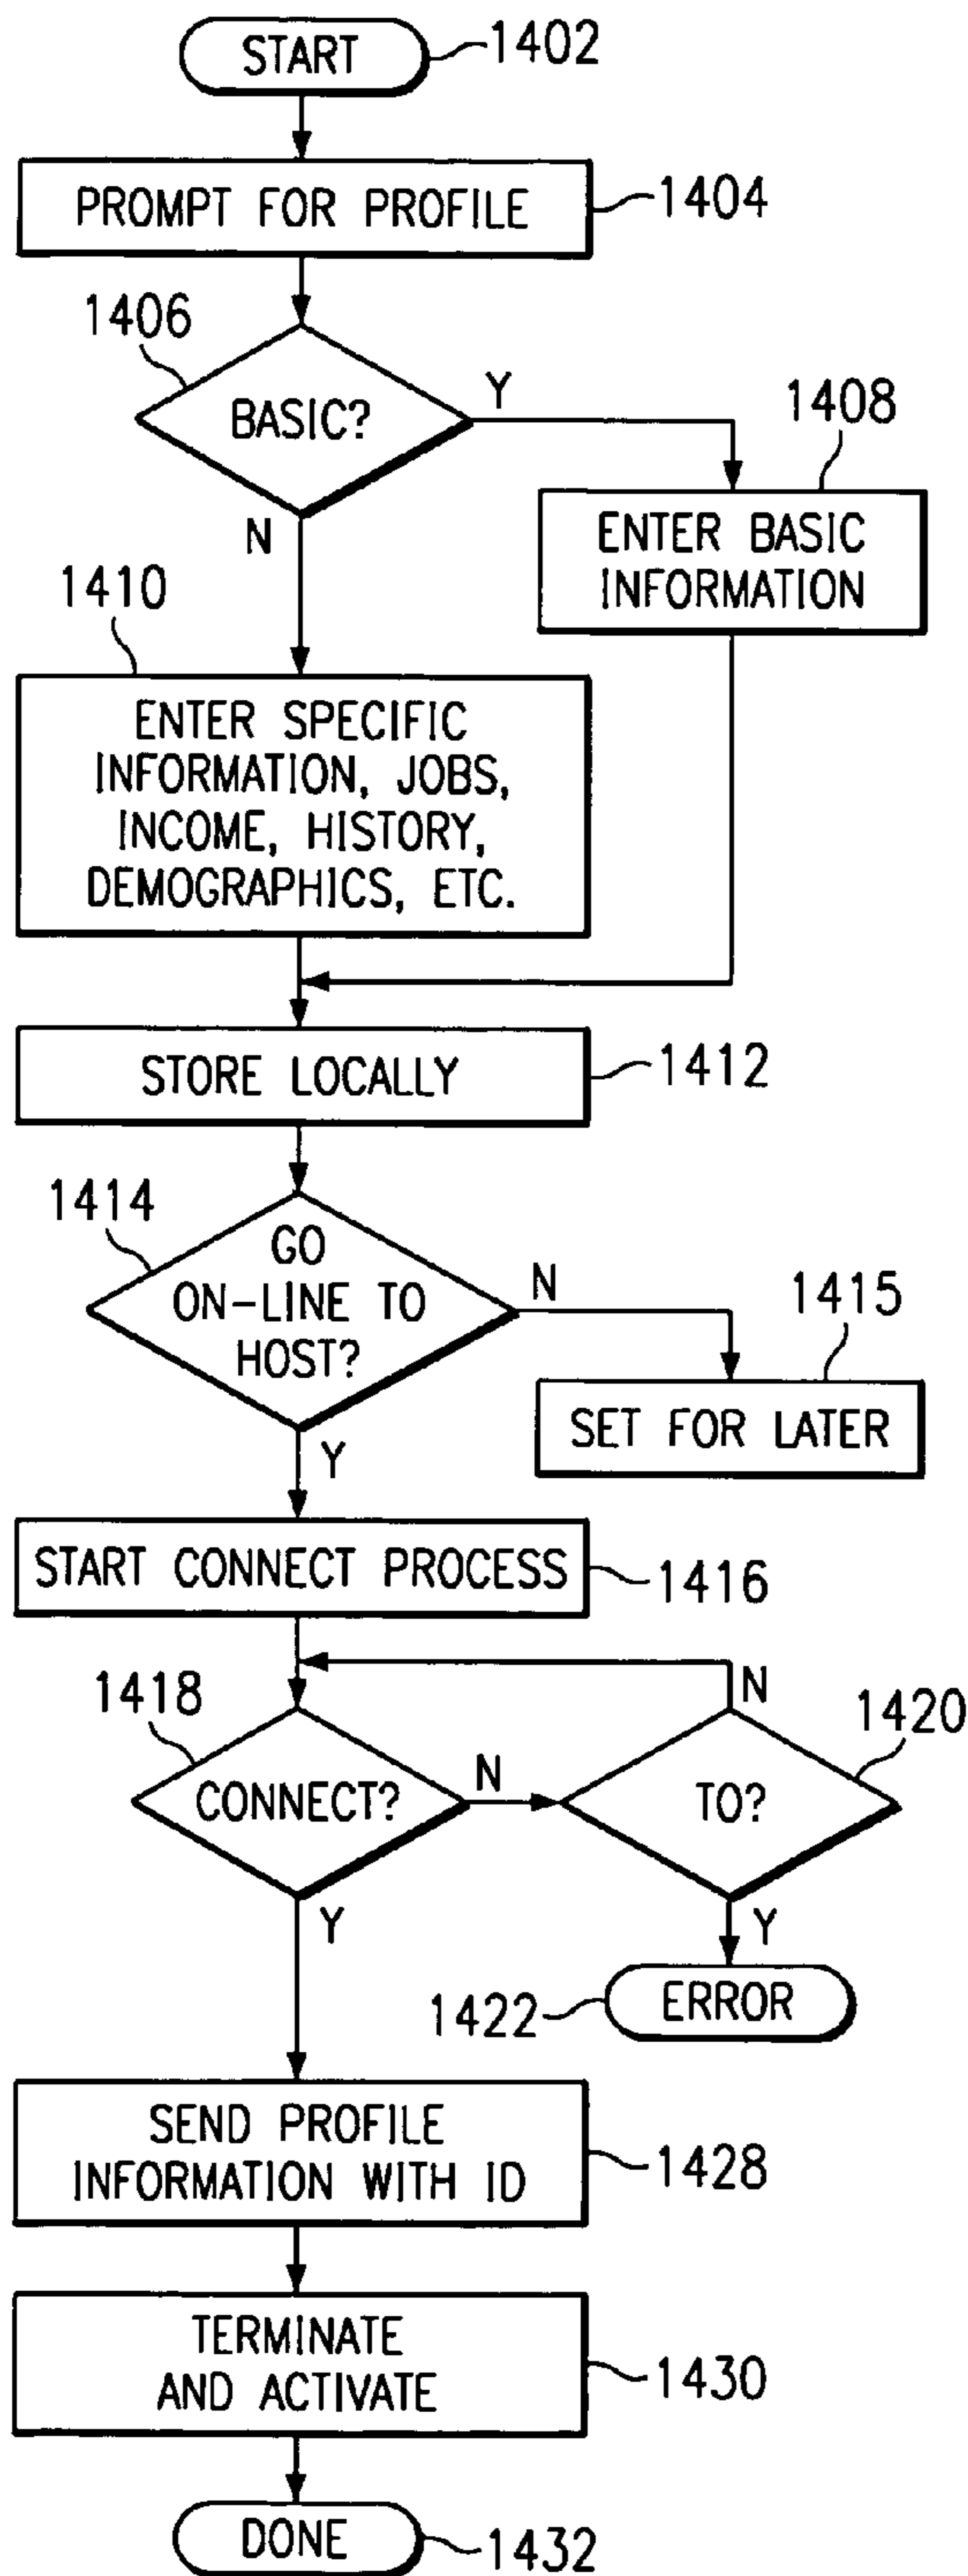 START
1402
PROMPT FOR PROFILE
1404
1406
BASIC?
Y
N
1408
ENTER BASIC
INFORMATION
1410
ENTER SPECIFIC
INFORMATION, JOBS,
INCOME, HISTORY,
DEMOGRAPHICS, ETC.
STORE LOCALLY
1412
1414
GO
ON-LINE TO
HOST?
N
Y
1415
SET FOR LATER
START CONNECT PROCESS
1416
1418
CONNECT?
N
Y
1420
TO?
N
Y
1422
ERROR
SEND PROFILE
INFORMATION WITH ID
1428
TERMINATE
AND ACTIVATE
1430
DONE
1432